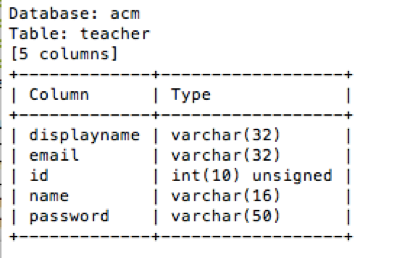 Database: acm
Table: teacher
[5 columns]
+-------------+------------------+
| Column      | Type             |
+-------------+------------------+
| displayname | varchar(32)      |
| email       | varchar(32)      |
| id          | int(10) unsigned |
| name        | varchar(16)      |
| password    | varchar(50)      |
+-------------+------------------+